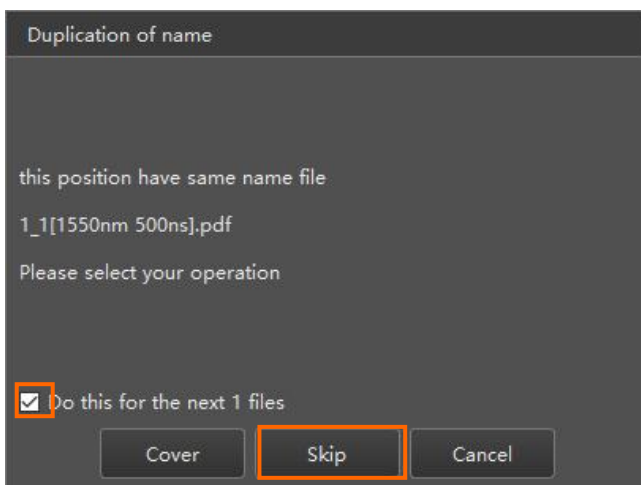 Duplication of name
this position have same name file
1_1[1550nm 500ns].pdf
Please select your operation
Do this for the next 1 files
Cover Skip Cancel